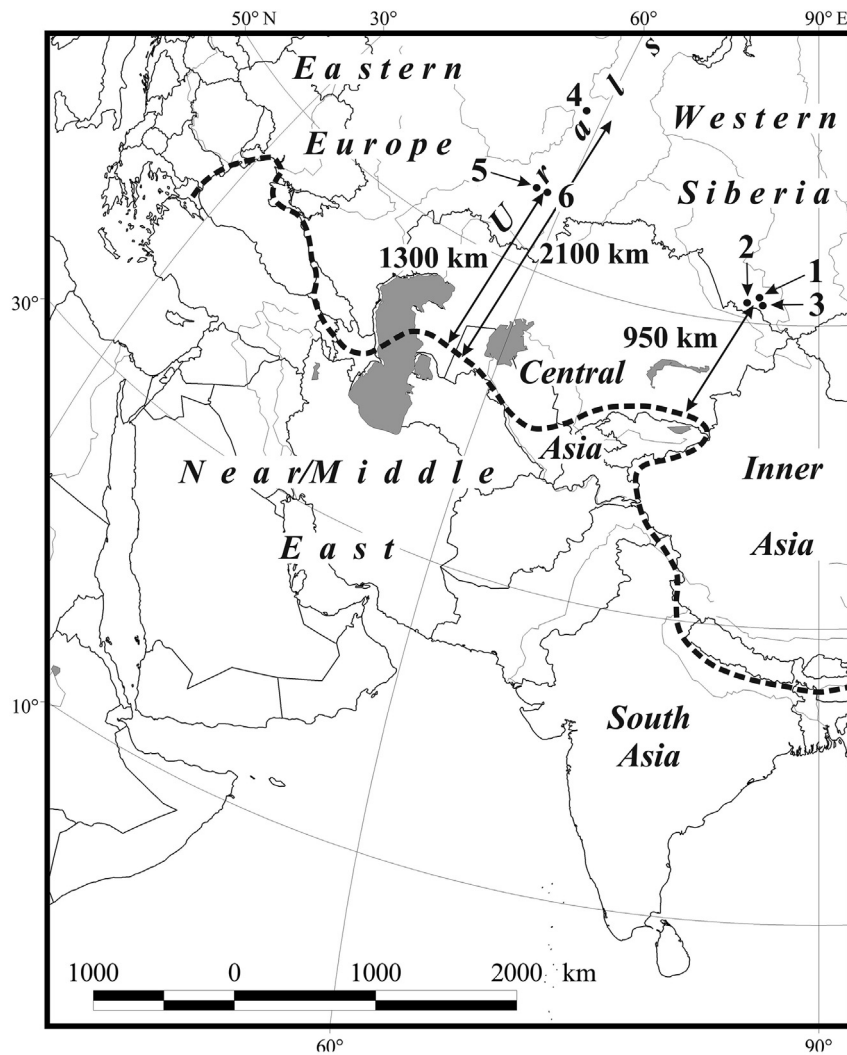 50° N
30°
60°
90° E
Eastern
Europe
Urals
Western
Siberia
4
5
6
2
1
3
1300 km
2100 km
950 km
30°
Central
Asia
Near/Middle
East
Inner
Asia
10°
South
Asia
1000 0 1000 2000 km
60°
90°